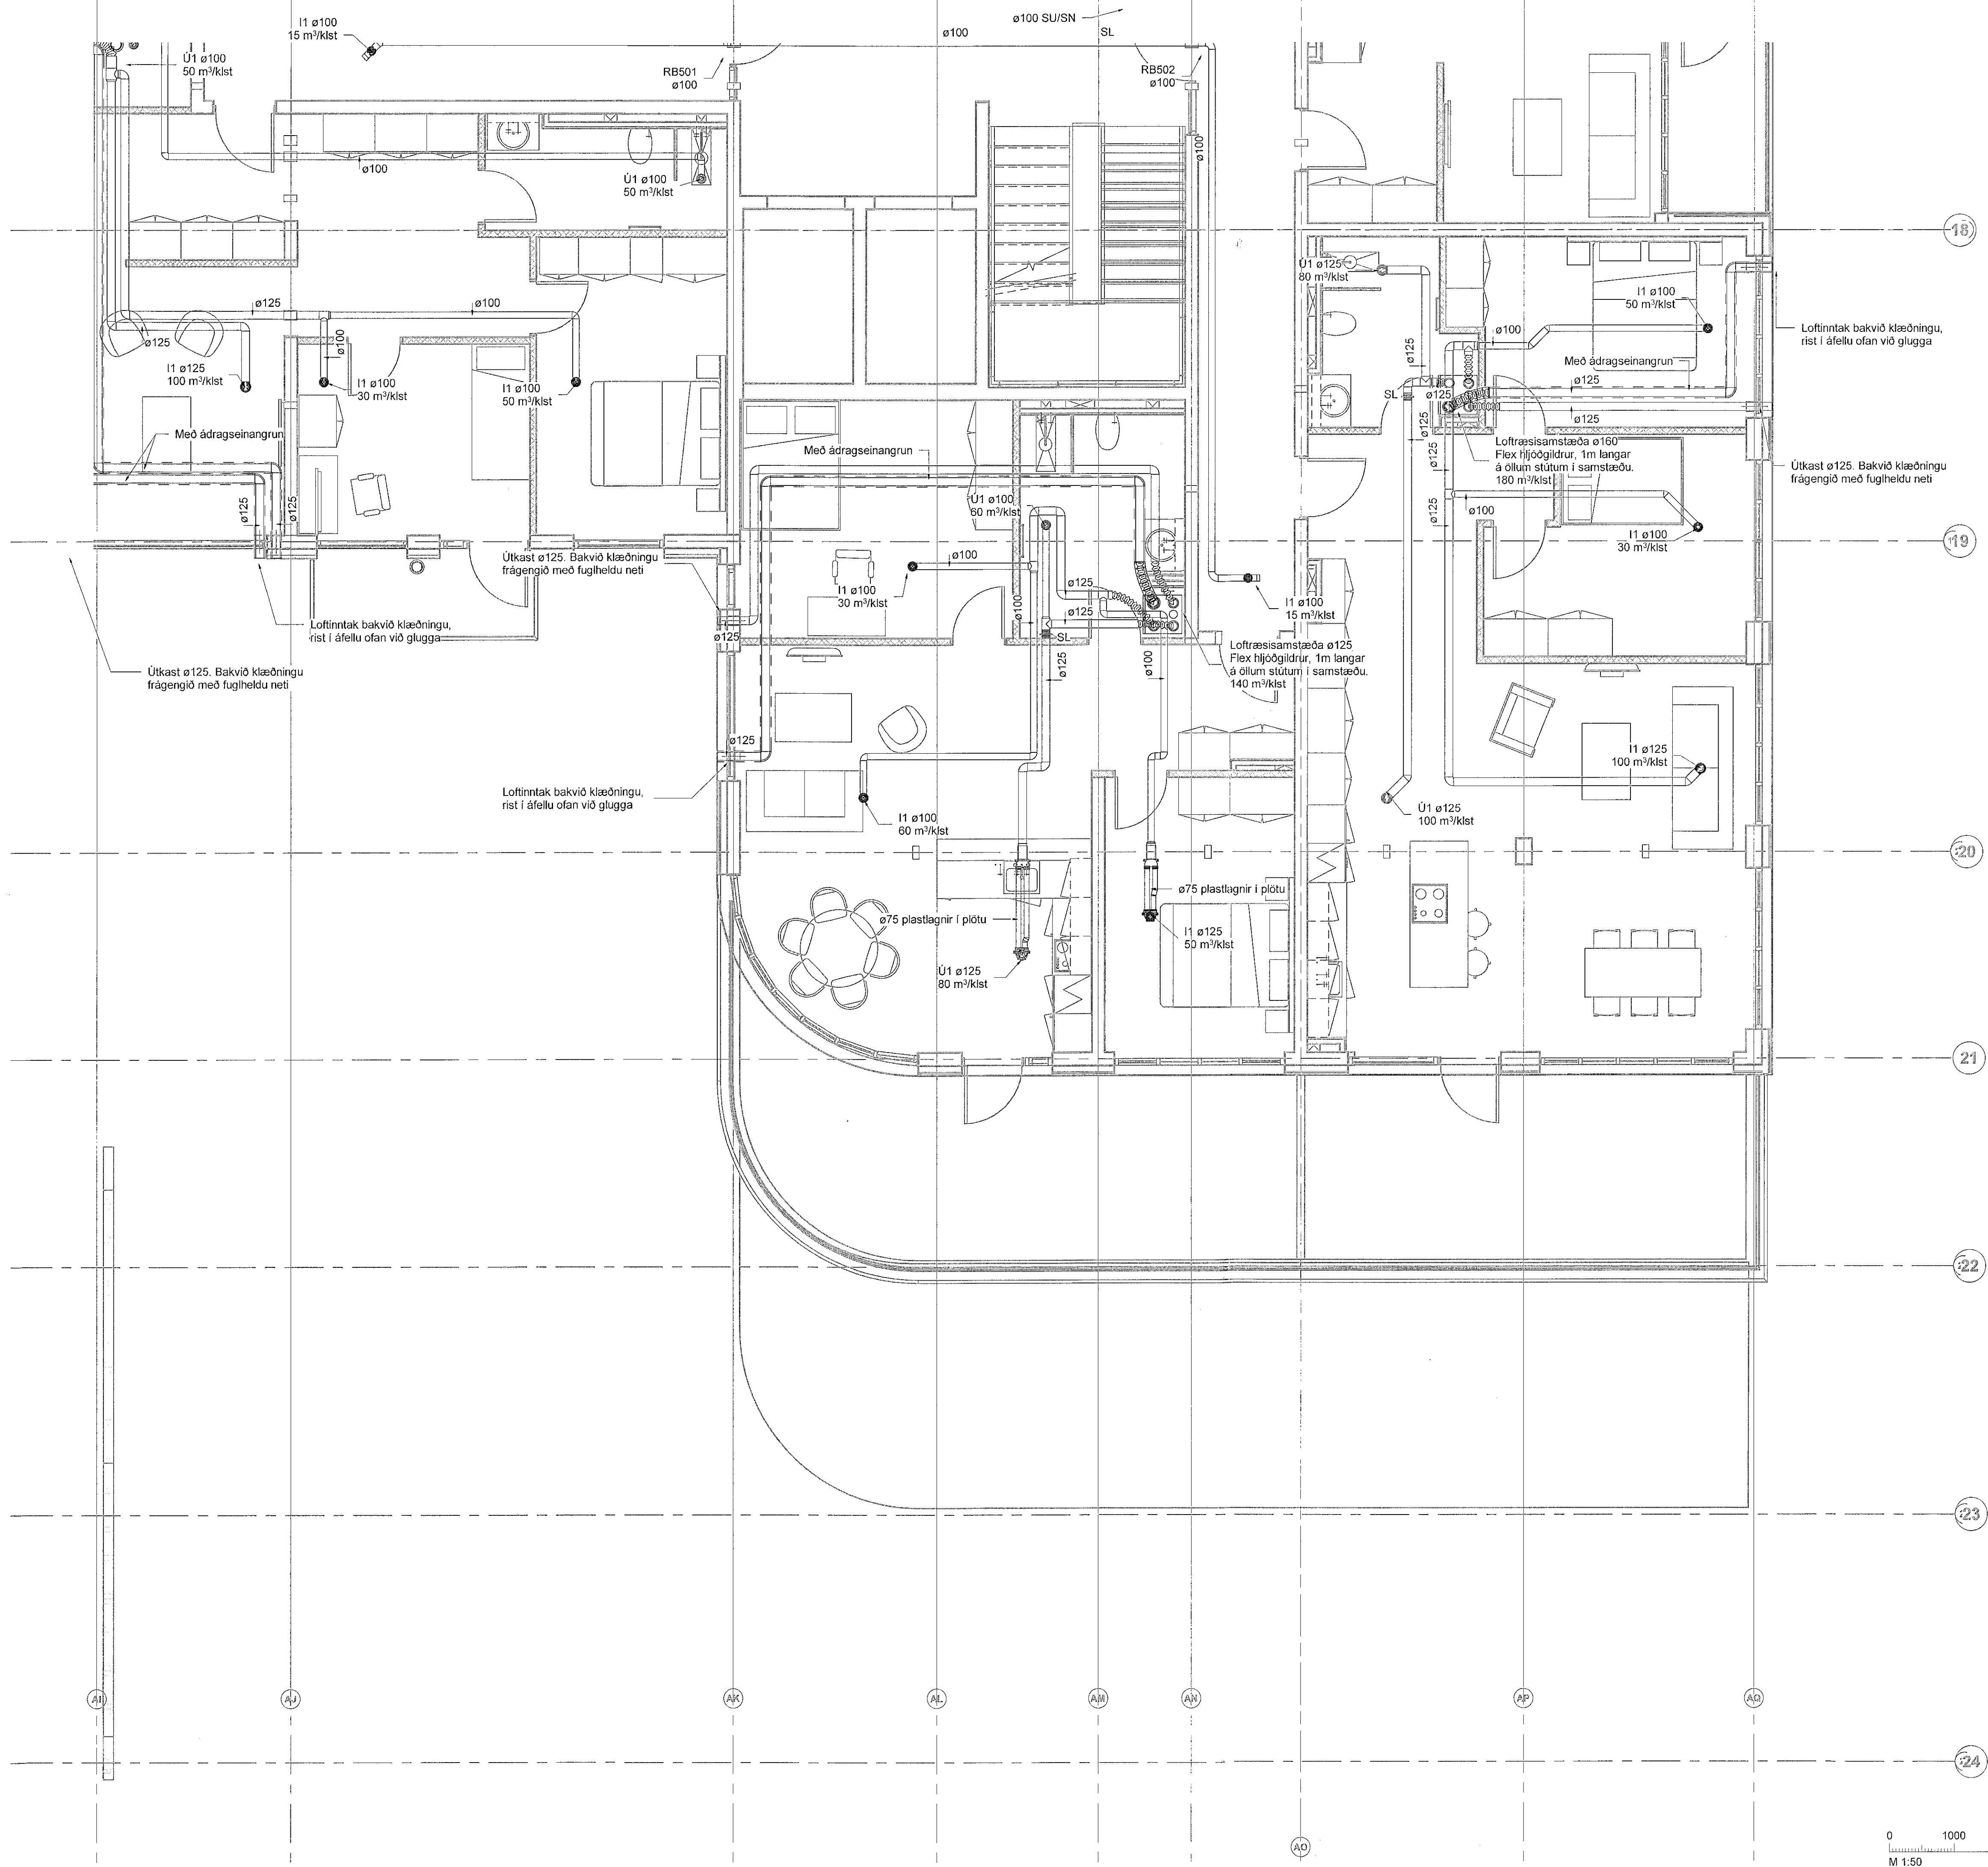 I1 ø100
15 m³/klst
ø100 SU/SN
ø100
SL
Ú1 ø100
50 m³/klst
RB501
ø100
RB502
ø100
ø100
ø100
Ú1 ø100
50 m³/klst
18
Ú1 ø125
80 m³/klst
I1 ø100
50 m³/klst
ø125
ø100
ø125
ø100
I1 ø125
100 m³/klst
I1 ø100
30 m³/klst
I1 ø100
50 m³/klst
Með ádragseinangrun
ø125
ø125
ø100
ø125
Með ádragseinangrun
ø125
SL
ø125
ø125
ø125
ø125
ø125
Loftinntak bakvið klæðningu,
rist í áfellu ofan við glugga
Loftræsisamstæða ø160
Flex hljóðgildrur, 1m langar
á öllum stútum í samstæðu.
180 m³/klst
Útkast ø125. Bakvið klæðningu
frágengið með fuglheldu neti
Með ádragseinangrun
Ú1 ø100
60 m³/klst
ø100
I1 ø100
30 m³/klst
19
Útkast ø125. Bakvið klæðningu
frágengið með fuglheldu neti
ø100
I1 ø100
30 m³/klst
ø125
ø125
ø100
SL
ø125
ø100
I1 ø100
15 m³/klst
Loftræsisamstæða ø125
Flex hljóðgildrur, 1m langar
á öllum stútum í samstæðu.
140 m³/klst
Loftinntak bakvið klæðningu,
rist í áfellu ofan við glugga
ø125
Útkast ø125. Bakvið klæðningu
frágengið með fuglheldu neti
ø125
Loftinntak bakvið klæðningu,
rist í áfellu ofan við glugga
I1 ø100
60 m³/klst
I1 ø125
100 m³/klst
Ú1 ø125
100 m³/klst
20
ø75 plastlagnir í plötu
ø75 plastlagnir í plötu
I1 ø125
50 m³/klst
Ú1 ø125
80 m³/klst
21
22
23
AI
AJ
AK
AL
AM
AN
AP
AQ
24
AO
0 1000
M 1:50